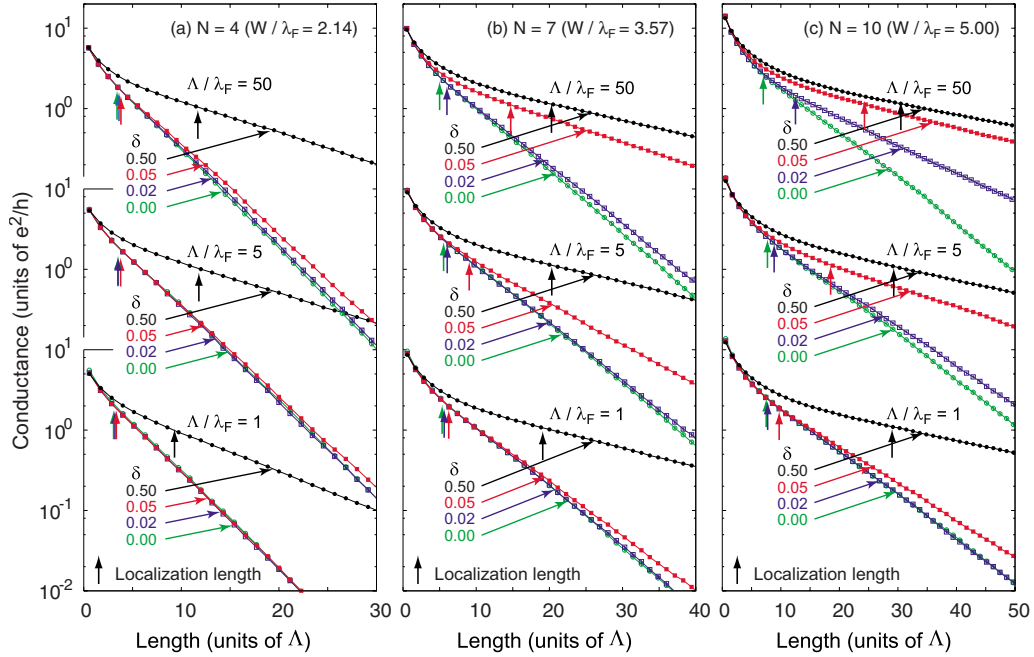 (a) N = 4 (W / λF = 2.14)
(b) N = 7 (W / λF = 3.57)
(c) N = 10 (W / λF = 5.00)
Conductance (units of e²/h)
10¹
10⁰
10¹
10⁰
10¹
10⁰
10⁻¹
10⁻²
Λ / λF = 50
δ
0.50
0.05
0.02
0.00
Λ / λF = 5
δ
0.50
0.05
0.02
0.00
Λ / λF = 1
δ
0.50
0.05
0.02
0.00
Localization length
0 10 20 30
Length (units of Λ)
Λ / λF = 50
δ
0.50
0.05
0.02
0.00
Λ / λF = 5
δ
0.50
0.05
0.02
0.00
Λ / λF = 1
δ
0.50
0.05
0.02
0.00
Localization length
0 10 20 30 40
Length (units of Λ)
Λ / λF = 50
δ
0.50
0.05
0.02
0.00
Λ / λF = 5
δ
0.50
0.05
0.02
0.00
Λ / λF = 1
δ
0.50
0.05
0.02
0.00
Localization length
0 10 20 30 40 50
Length (units of Λ)